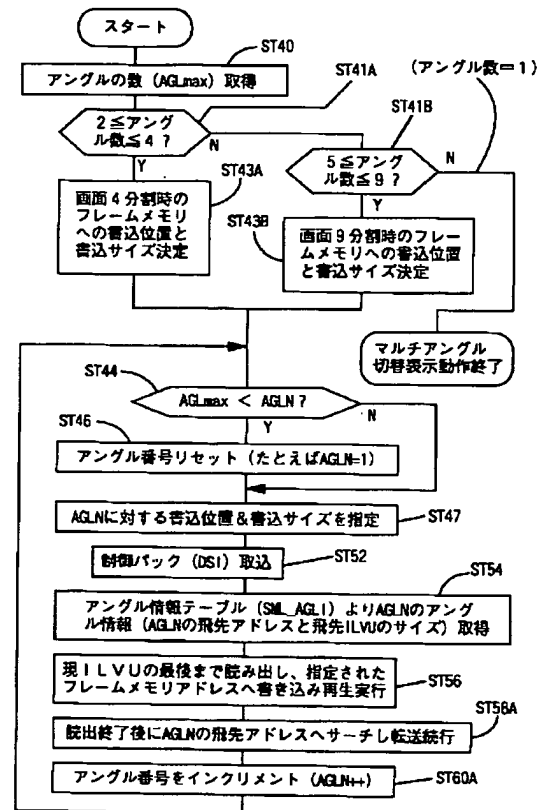 スタート
ST40
アングルの数 (AGLmax) 取得
ST41A
(アングル数=1)
2≦アング
ル数≦4 ?
N
ST41B
Y
ST43A
5≦アング
ル数≦9 ?
N
Y
画面4分割時の
フレームメモリ
への書込位置と
書込サイズ決定
ST43B
画面9分割時のフレー
ムメモリへの書込位置
と書込サイズ決定
マルチアングル
切替表示動作終了
ST44
AGLmax < AGLN ?
N
ST46
Y
アングル番号リセット (たとえばAGLN=1)
AGLNに対する書込位置&書込サイズを指定
ST47
制御パック (DSI) 取込
ST52
ST54
アングル情報テーブル (SML_AGLI) よりAGLNのアング
ル情報 (AGLNの飛先アドレスと飛先ILVUのサイズ) 取得
現ILVUの最後まで読み出し、指定された
フレームメモリアドレスへ書き込み再生実行
ST56
ST58A
読出終了後にAGLNの飛先アドレスへサーチし転送続行
アングル番号をインクリメント (AGLN++)
ST60A